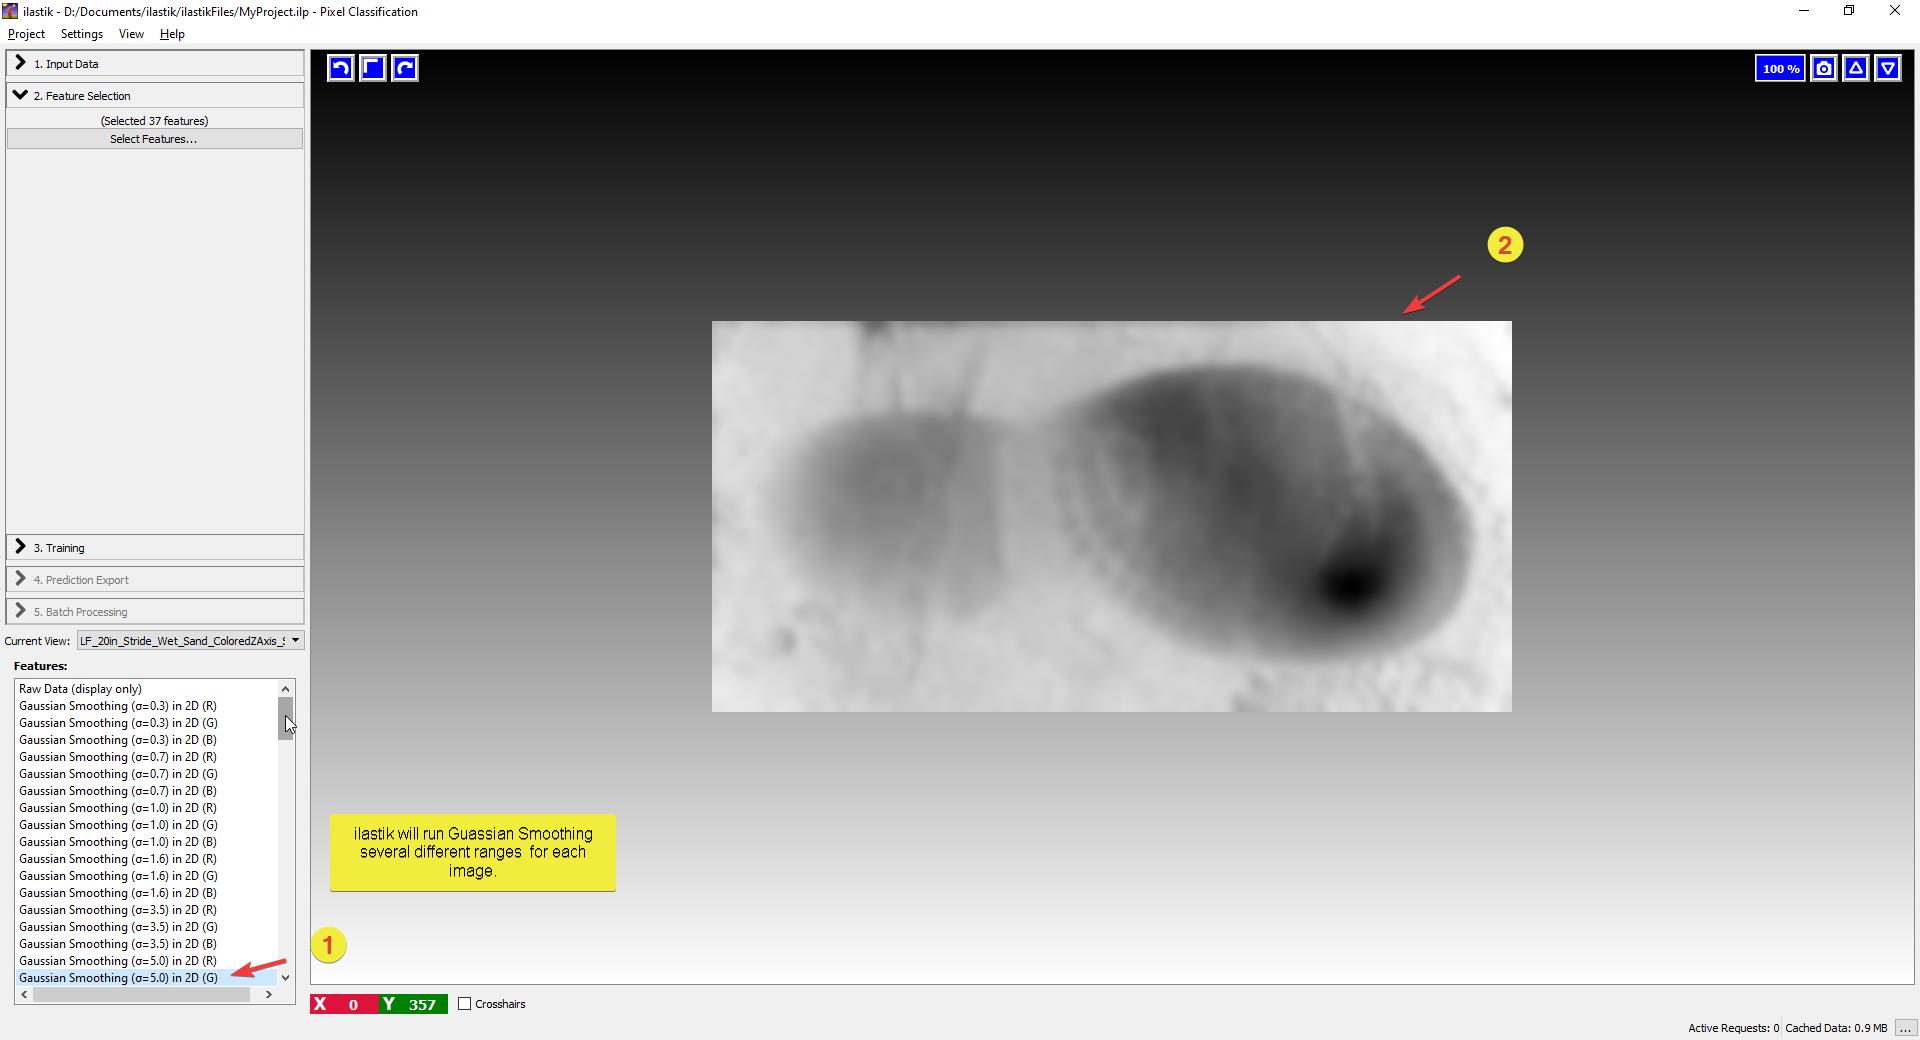 ilastik - D:/Documents/ilastik/ilastikFiles/MyProject.ilp - Pixel Classification
Project Settings View Help
1. Input Data
2. Feature Selection
(Selected 37 features)
Select Features...
3. Training
4. Prediction Export
5. Batch Processing
Current View: LF_20in_Stride_Wet_Sand_ColoredZAxis_
Features:
Raw Data (display only)
Gaussian Smoothing (σ=0.3) in 2D (R)
Gaussian Smoothing (σ=0.3) in 2D (G)
Gaussian Smoothing (σ=0.3) in 2D (B)
Gaussian Smoothing (σ=0.7) in 2D (R)
Gaussian Smoothing (σ=0.7) in 2D (G)
Gaussian Smoothing (σ=0.7) in 2D (B)
Gaussian Smoothing (σ=1.0) in 2D (R)
Gaussian Smoothing (σ=1.0) in 2D (G)
Gaussian Smoothing (σ=1.0) in 2D (B)
Gaussian Smoothing (σ=1.6) in 2D (R)
Gaussian Smoothing (σ=1.6) in 2D (G)
Gaussian Smoothing (σ=1.6) in 2D (B)
Gaussian Smoothing (σ=3.5) in 2D (R)
Gaussian Smoothing (σ=3.5) in 2D (G)
Gaussian Smoothing (σ=3.5) in 2D (B)
Gaussian Smoothing (σ=5.0) in 2D (R)
Gaussian Smoothing (σ=5.0) in 2D (G)
100 %
2
ilastik will run Guassian Smoothing
several different ranges for each
image.
1
X 0 Y 357 Crosshairs
Active Requests: 0 Cached Data: 0.9 MB ...